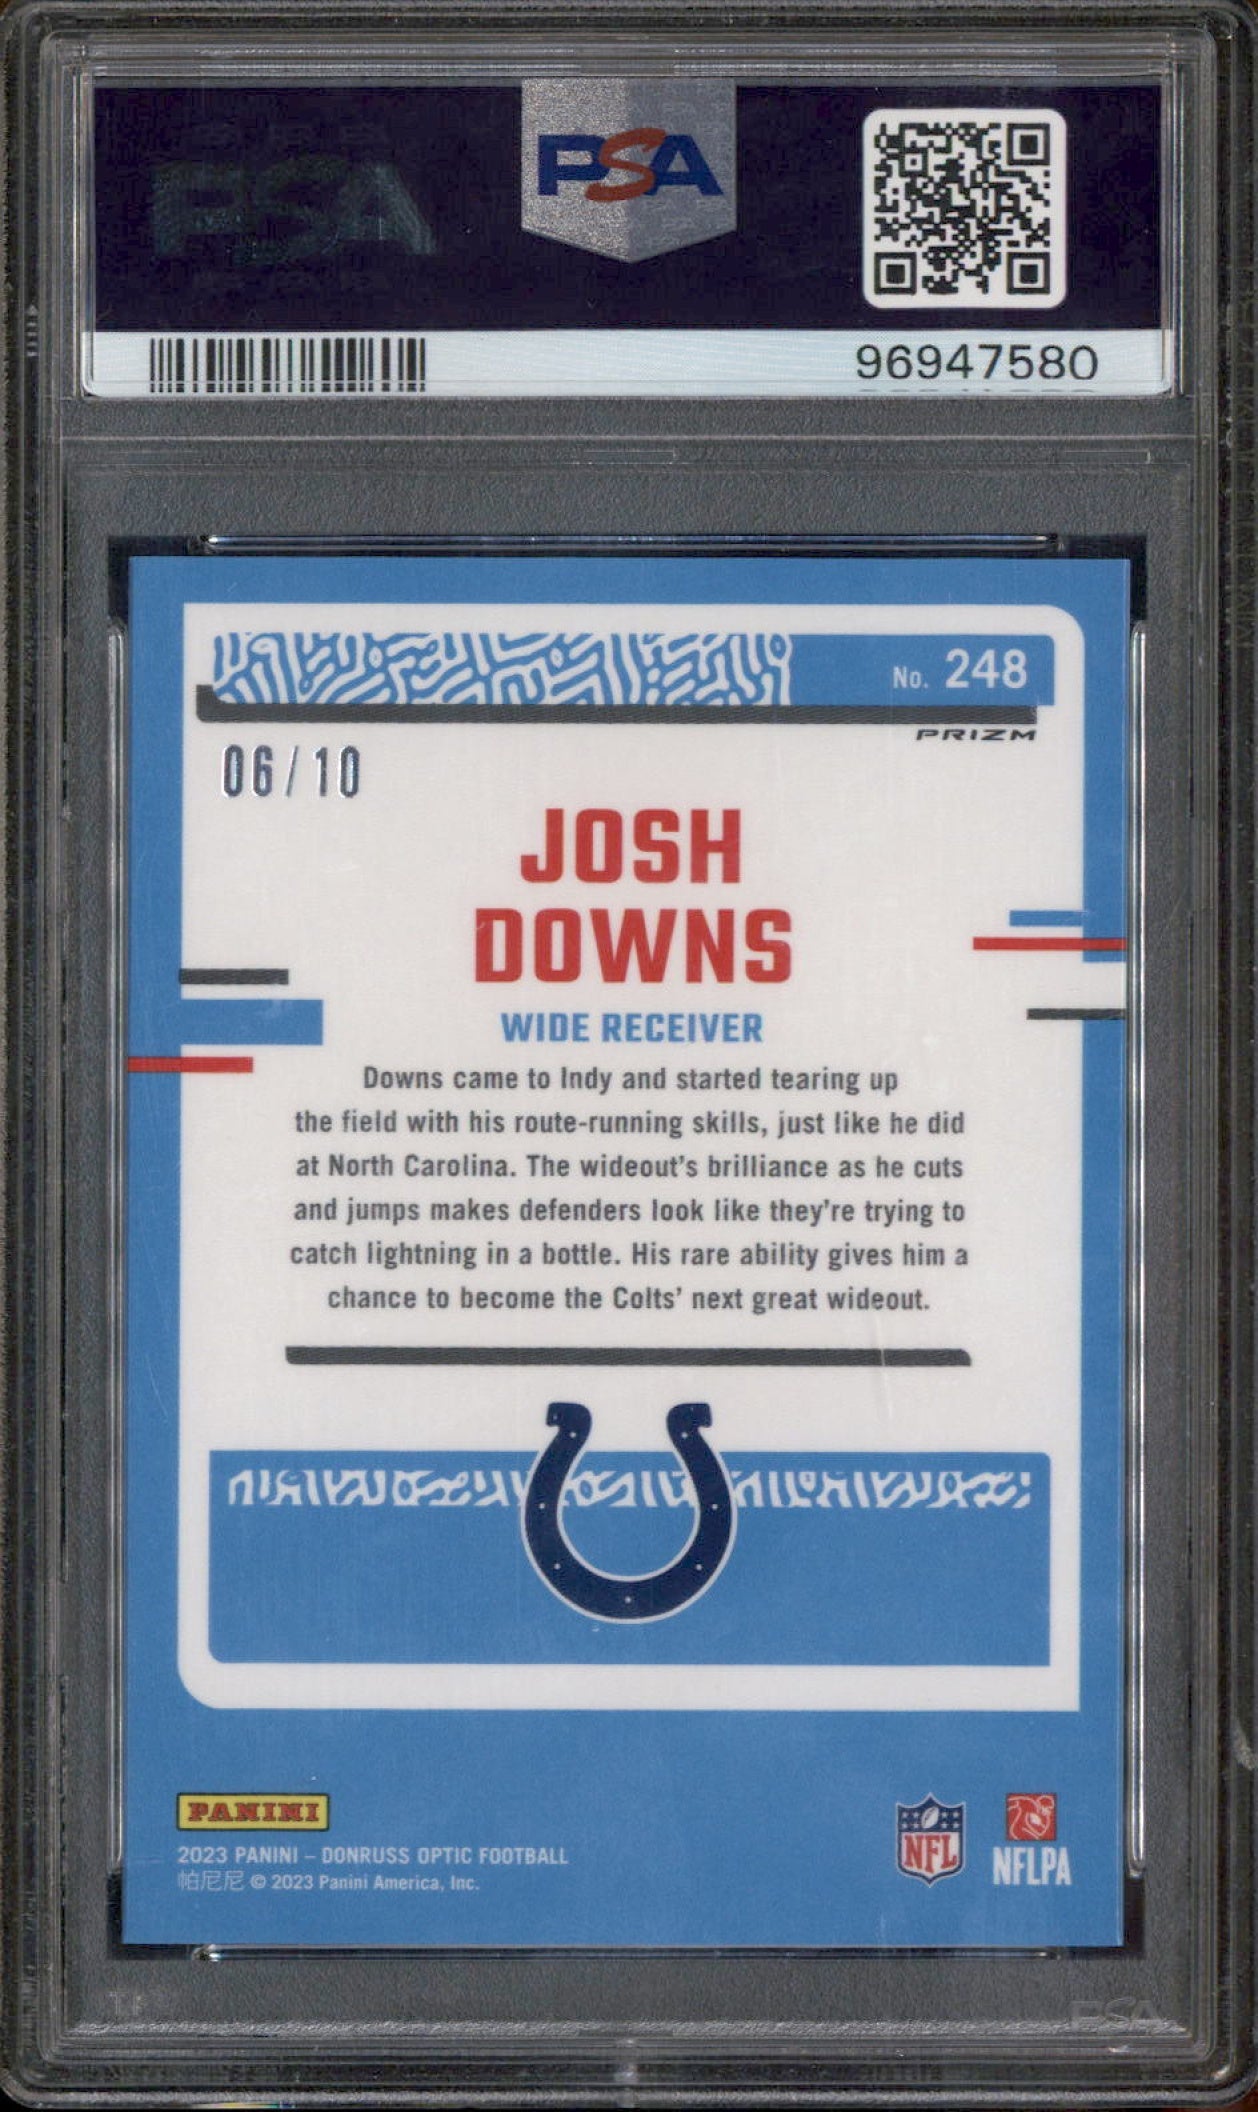 PSA
PSA
96947580
No. 248
PRIZM
06/10
JOSH
DOWNS
WIDE RECEIVER
Downs came to Indy and started tearing up
the field with his route-running skills, just like he did
at North Carolina. The wideout's brilliance as he cuts
and jumps makes defenders look like they're trying to
catch lightning in a bottle. His rare ability gives him a
chance to become the Colts' next great wideout.
PANINI
2023 PANINI – DONRUSS OPTIC FOOTBALL
帕尼尼 © 2023 Panini America, Inc.
NFL
NFLPA
PSA